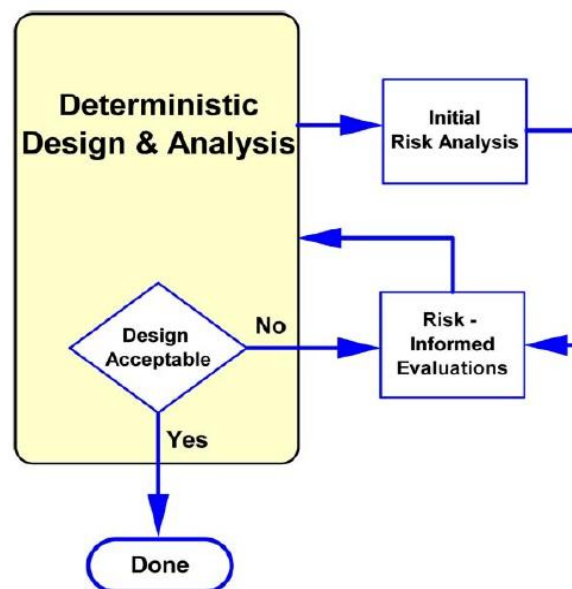 Deterministic
Design & Analysis
Initial
Risk Analysis
Design
Acceptable
No
Risk -
Informed
Evaluations
Yes
Done